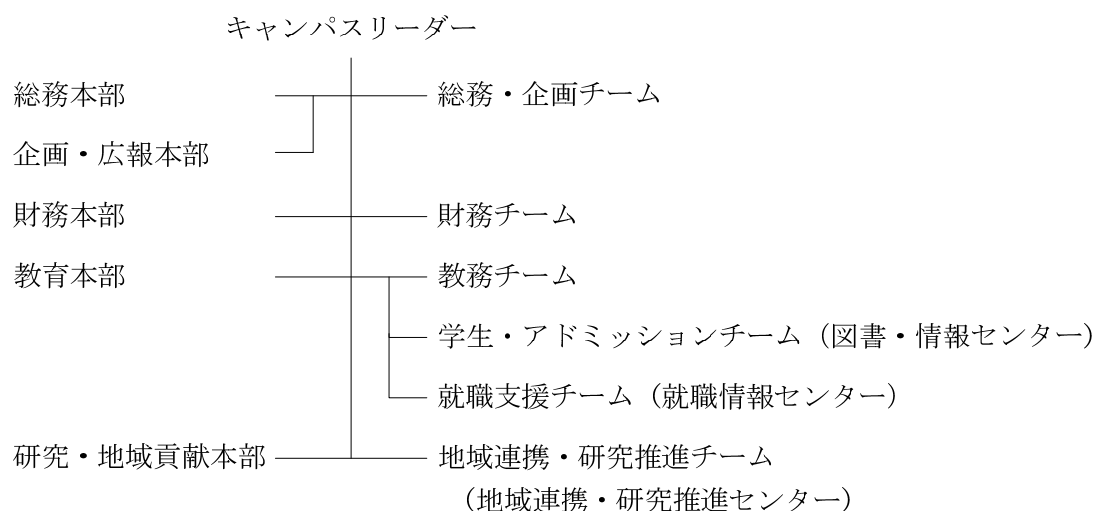 キャンパスリーダー
総務本部 総務・企画チーム
企画・広報本部
財務本部 財務チーム
教育本部 教務チーム
学生・アドミッションチーム（図書・情報センター）
就職支援チーム（就職情報センター）
研究・地域貢献本部 地域連携・研究推進チーム
（地域連携・研究推進センター）